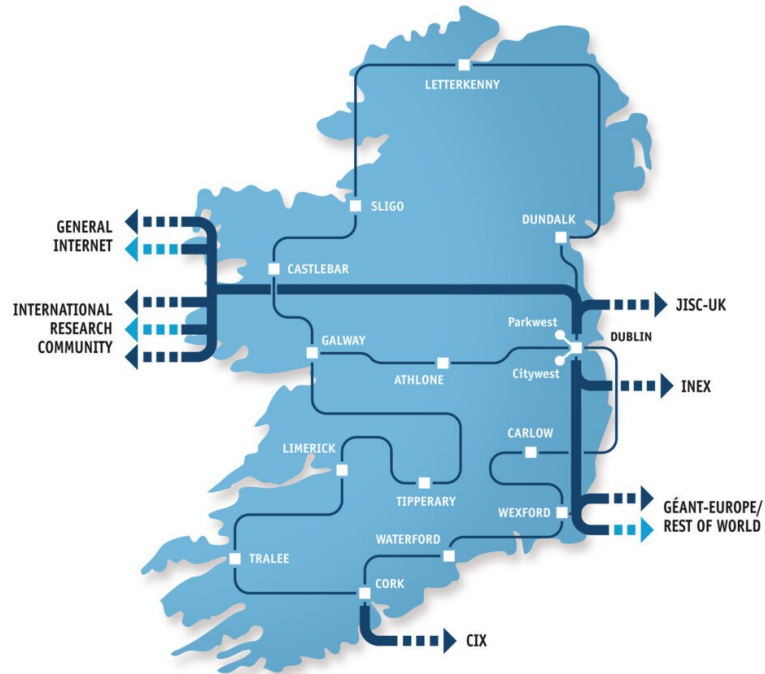 LETTERKENNY
SLIGO
DUNDALK
GENERAL
INTERNET
CASTLEBAR
INTERNATIONAL
RESEARCH
COMMUNITY
JISC-UK
Parkwest
DUBLIN
GALWAY
ATHLONE
Citywest
INEX
CARLOW
LIMERICK
TIPPERARY
WEXFORD
GÉANT-EUROPE/
REST OF WORLD
WATERFORD
TRALEE
CORK
CIX